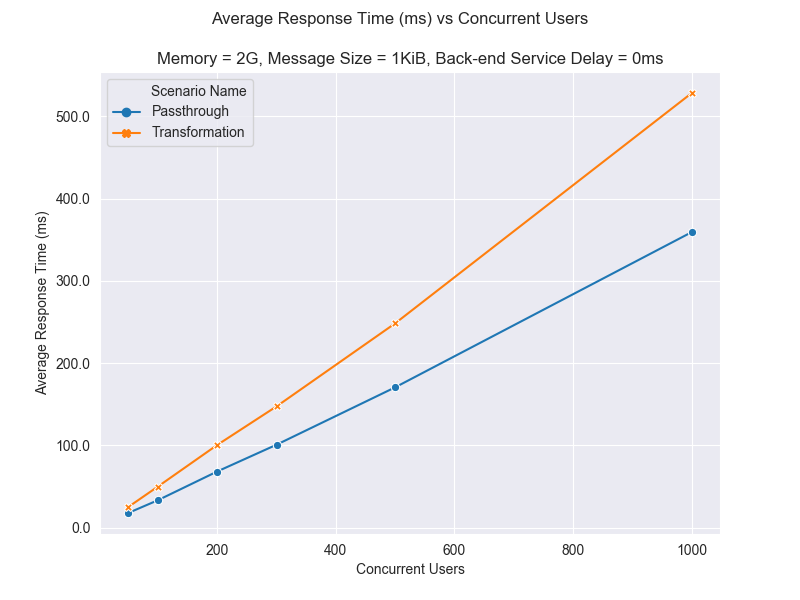 Average Response Time (ms) vs Concurrent Users
Memory = 2G, Message Size = 1KiB, Back-end Service Delay = 0ms
Scenario Name
Passthrough
Transformation
Average Response Time (ms)
500.0
400.0
300.0
200.0
100.0
0.0
200 400 600 800 1000
Concurrent Users